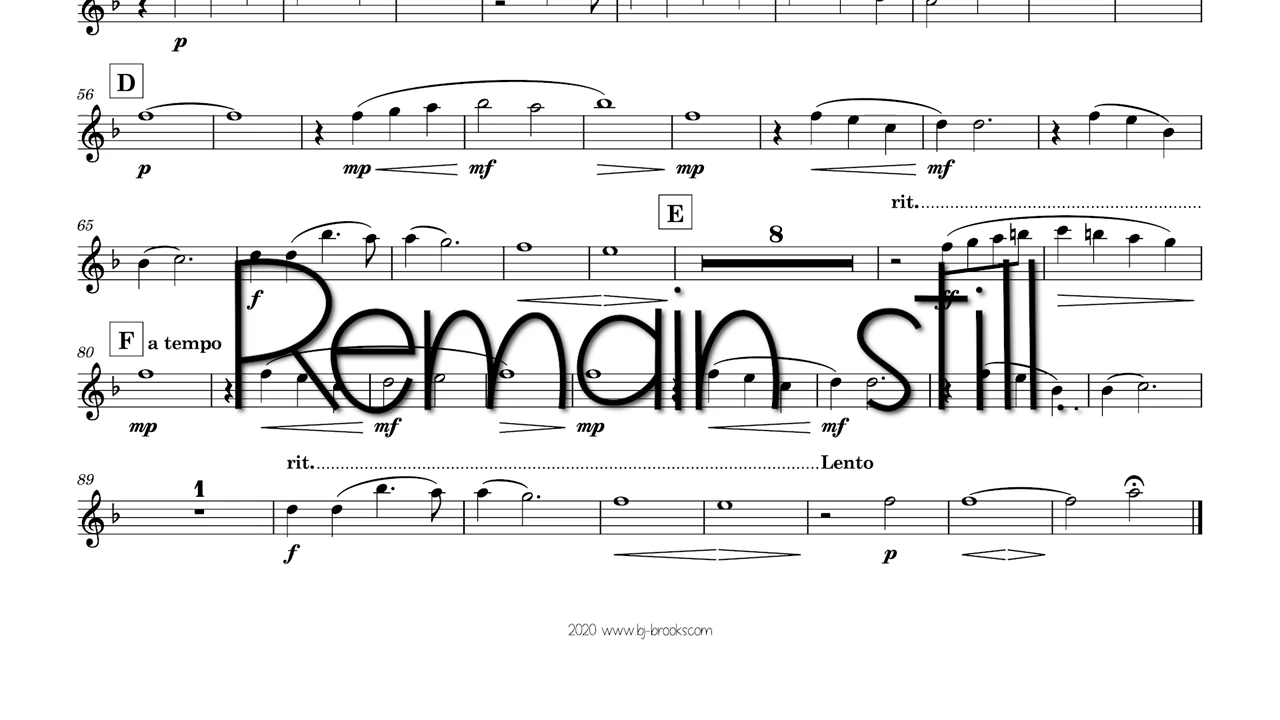 p
D
56
p mp mf mp mf
rit.
E
65
8
f ff
Remain still...
F a tempo
80
mp mf mp mf
rit. Lento
89
1
f p
2020 www.bj-brooks.com